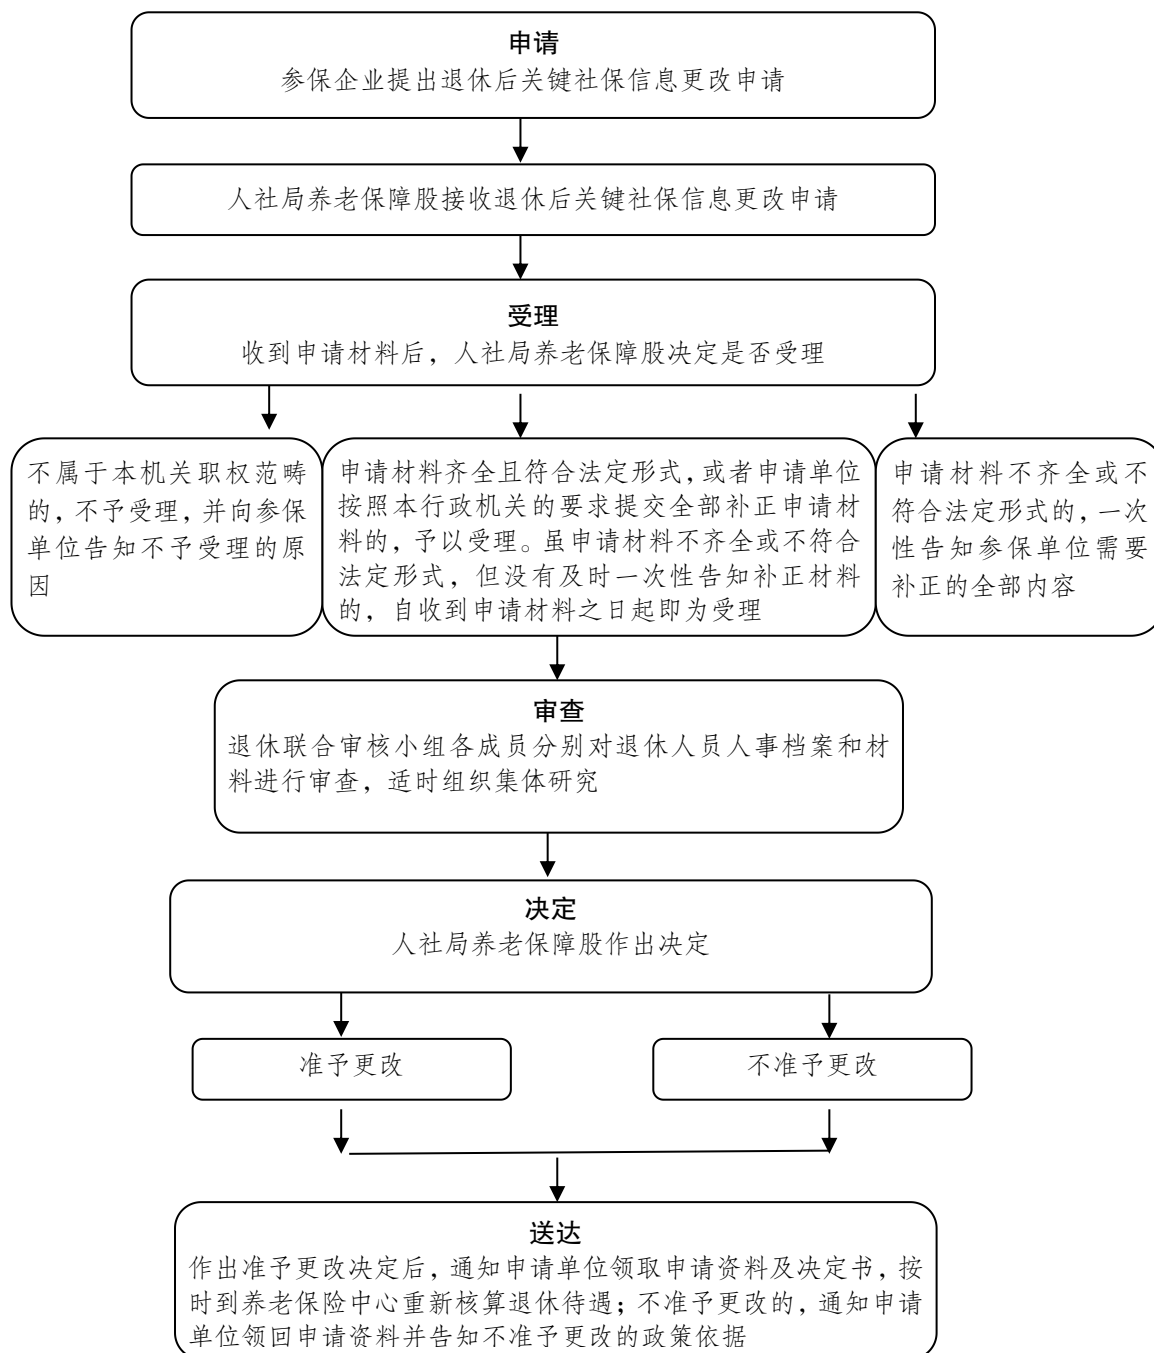 申请
参保企业提出退休后关键社保信息更改申请
人社局养老保障股接收退休后关键社保信息更改申请
受理
收到申请材料后，人社局养老保障股决定是否受理
不属于本机关职权范畴
的，不予受理，并向参保
单位告知不予受理的原
因
申请材料齐全且符合法定形式，或者申请单位
按照本行政机关的要求提交全部补正申请材
料的，予以受理。虽申请材料不齐全或不符合
法定形式，但没有及时一次性告知补正材料
的，自收到申请材料之日起即为受理
申请材料不齐全或不
符合法定形式的，一次
性告知参保单位需要
补正的全部内容
审查
退休联合审核小组各成员分别对退休人员人事档案和材
料进行审查，适时组织集体研究
决定
人社局养老保障股作出决定
准予更改
不准予更改
送达
作出准予更改决定后，通知申请单位领取申请资料及决定书，按
时到养老保险中心重新核算退休待遇；不准予更改的，通知申请
单位领回申请资料并告知不准予更改的政策依据